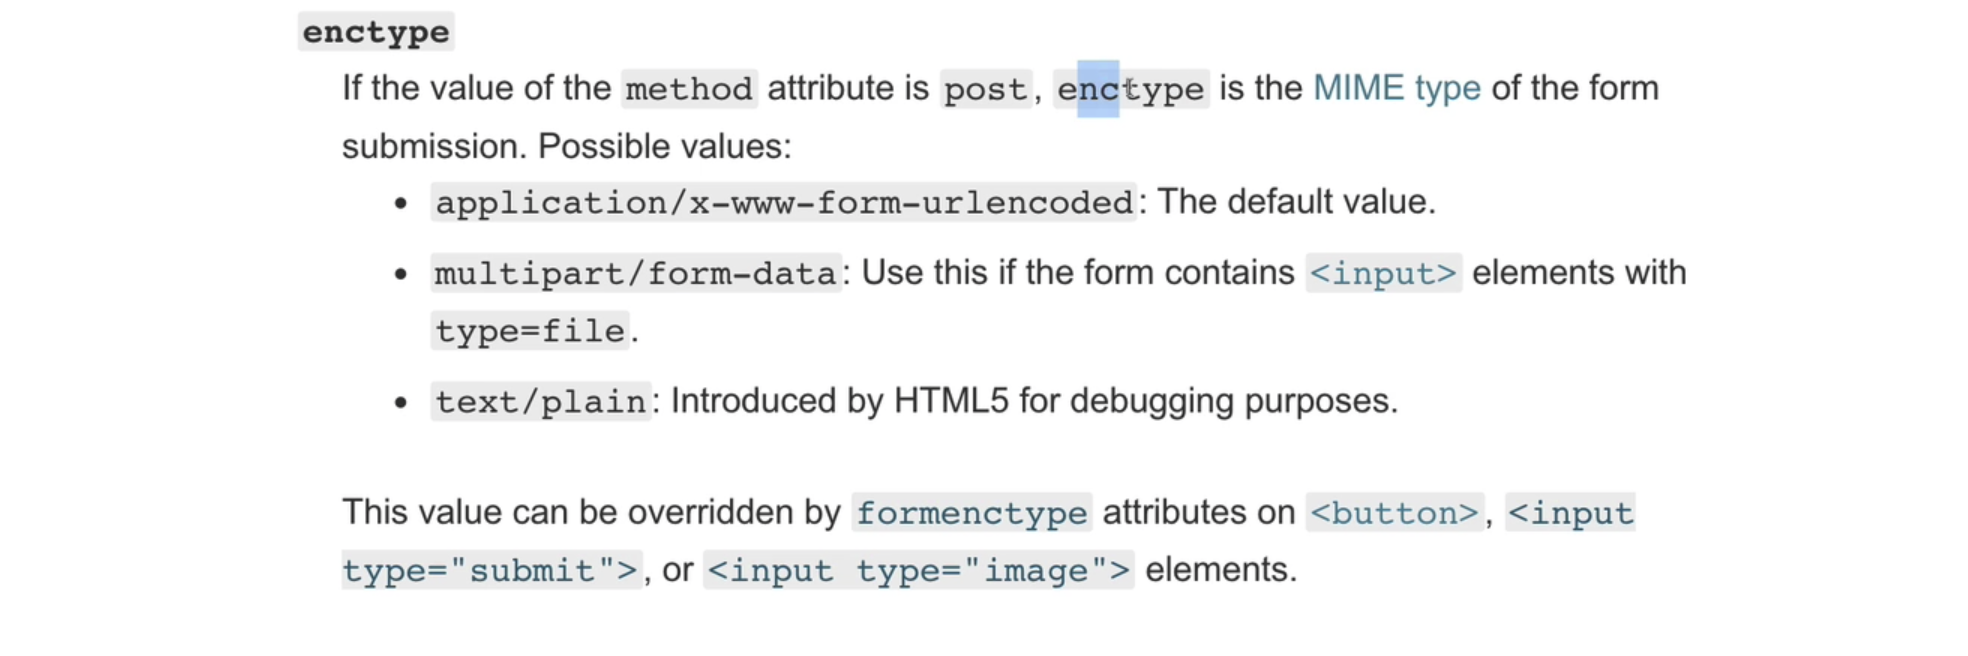 enctype
If the value of the method attribute is post, enctype is the MIME type of the form
submission. Possible values:
• application/x-www-form-urlencoded: The default value.
• multipart/form-data: Use this if the form contains <input> elements with
type=file.
• text/plain: Introduced by HTML5 for debugging purposes.
This value can be overridden by formenctype attributes on <button>, <input
type="submit">, or <input type="image"> elements.